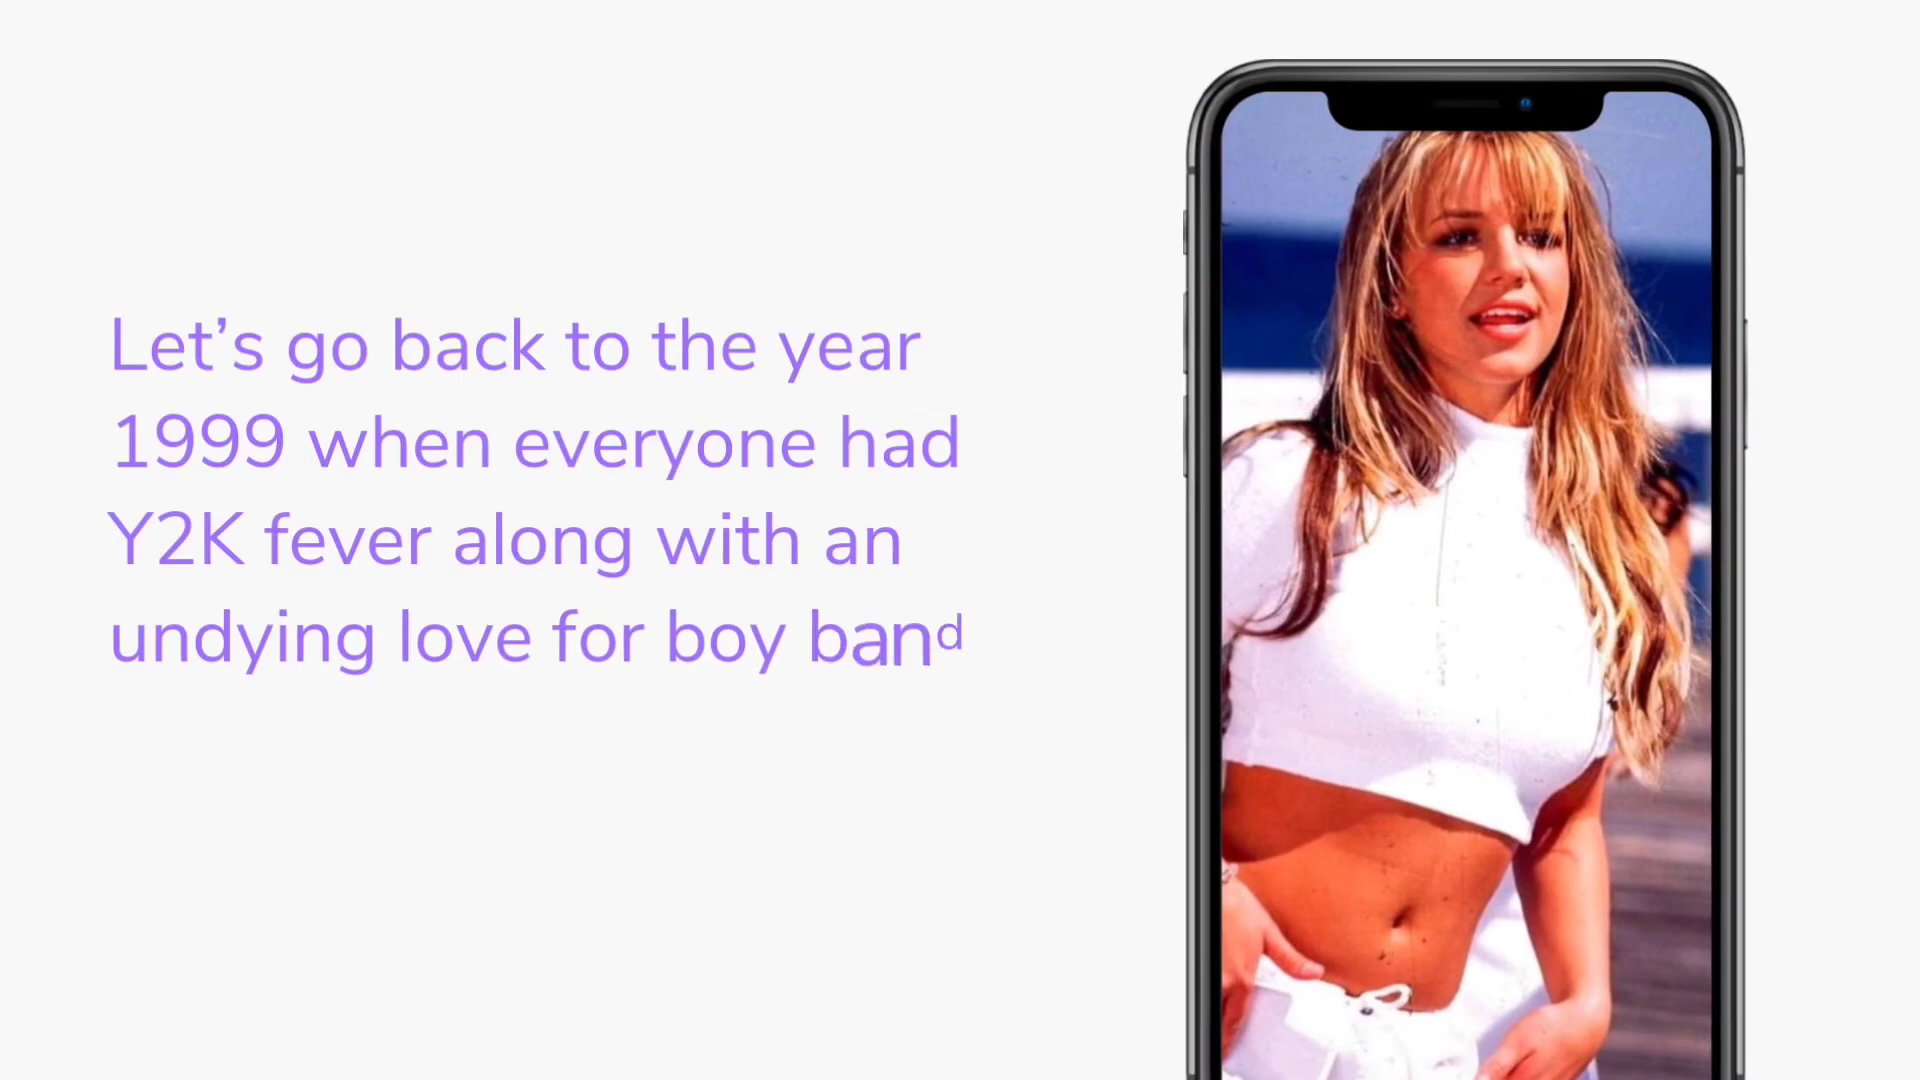 Let’s go back to the year
1999 when everyone had
Y2K fever along with an
undying love for boy band